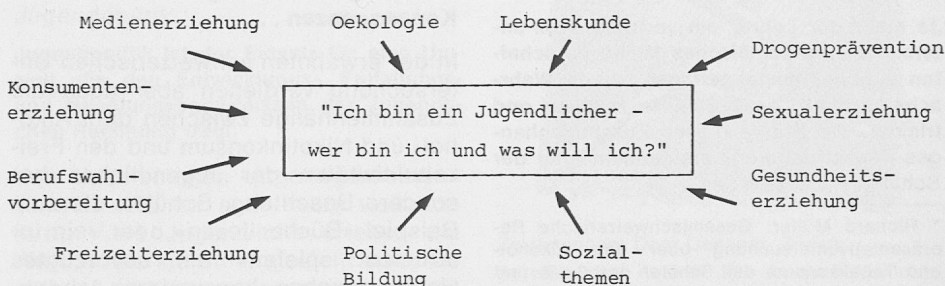 Medienerziehung
Oekologie
Lebenskunde
Drogenprävention
Konsumenten-
erziehung
"Ich bin ein Jugendlicher -
wer bin ich und was will ich?"
Sexualerziehung
Berufswahl-
vorbereitung
Gesundheits-
erziehung
Freizeiterziehung
Politische
Bildung
Sozial-
themen